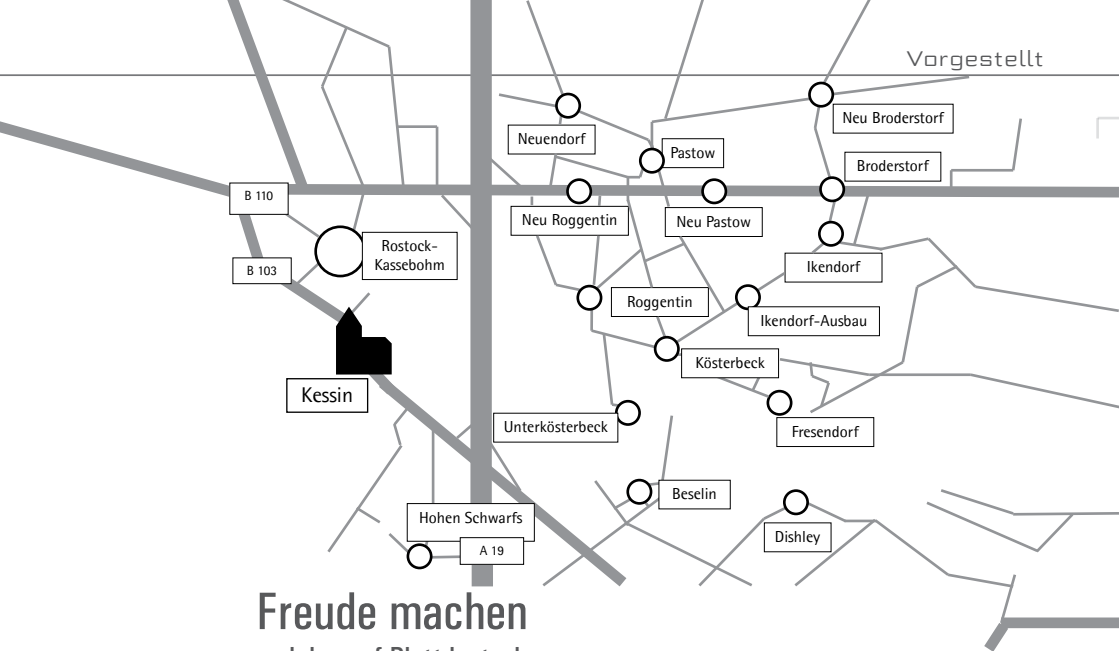 Vorgestellt
Neu Broderstorf
Neuendorf
Pastow
Broderstorf
B 110
Neu Roggentin
Neu Pastow
Rostock-
Kassebohm
B 103
Ikendorf
Roggentin
Ikendorf-Ausbau
Kösterbeck
Kessin
Unterkösterbeck
Fresendorf
Beselin
Hohen Schwarfs
Dishley
A 19
Freude machen